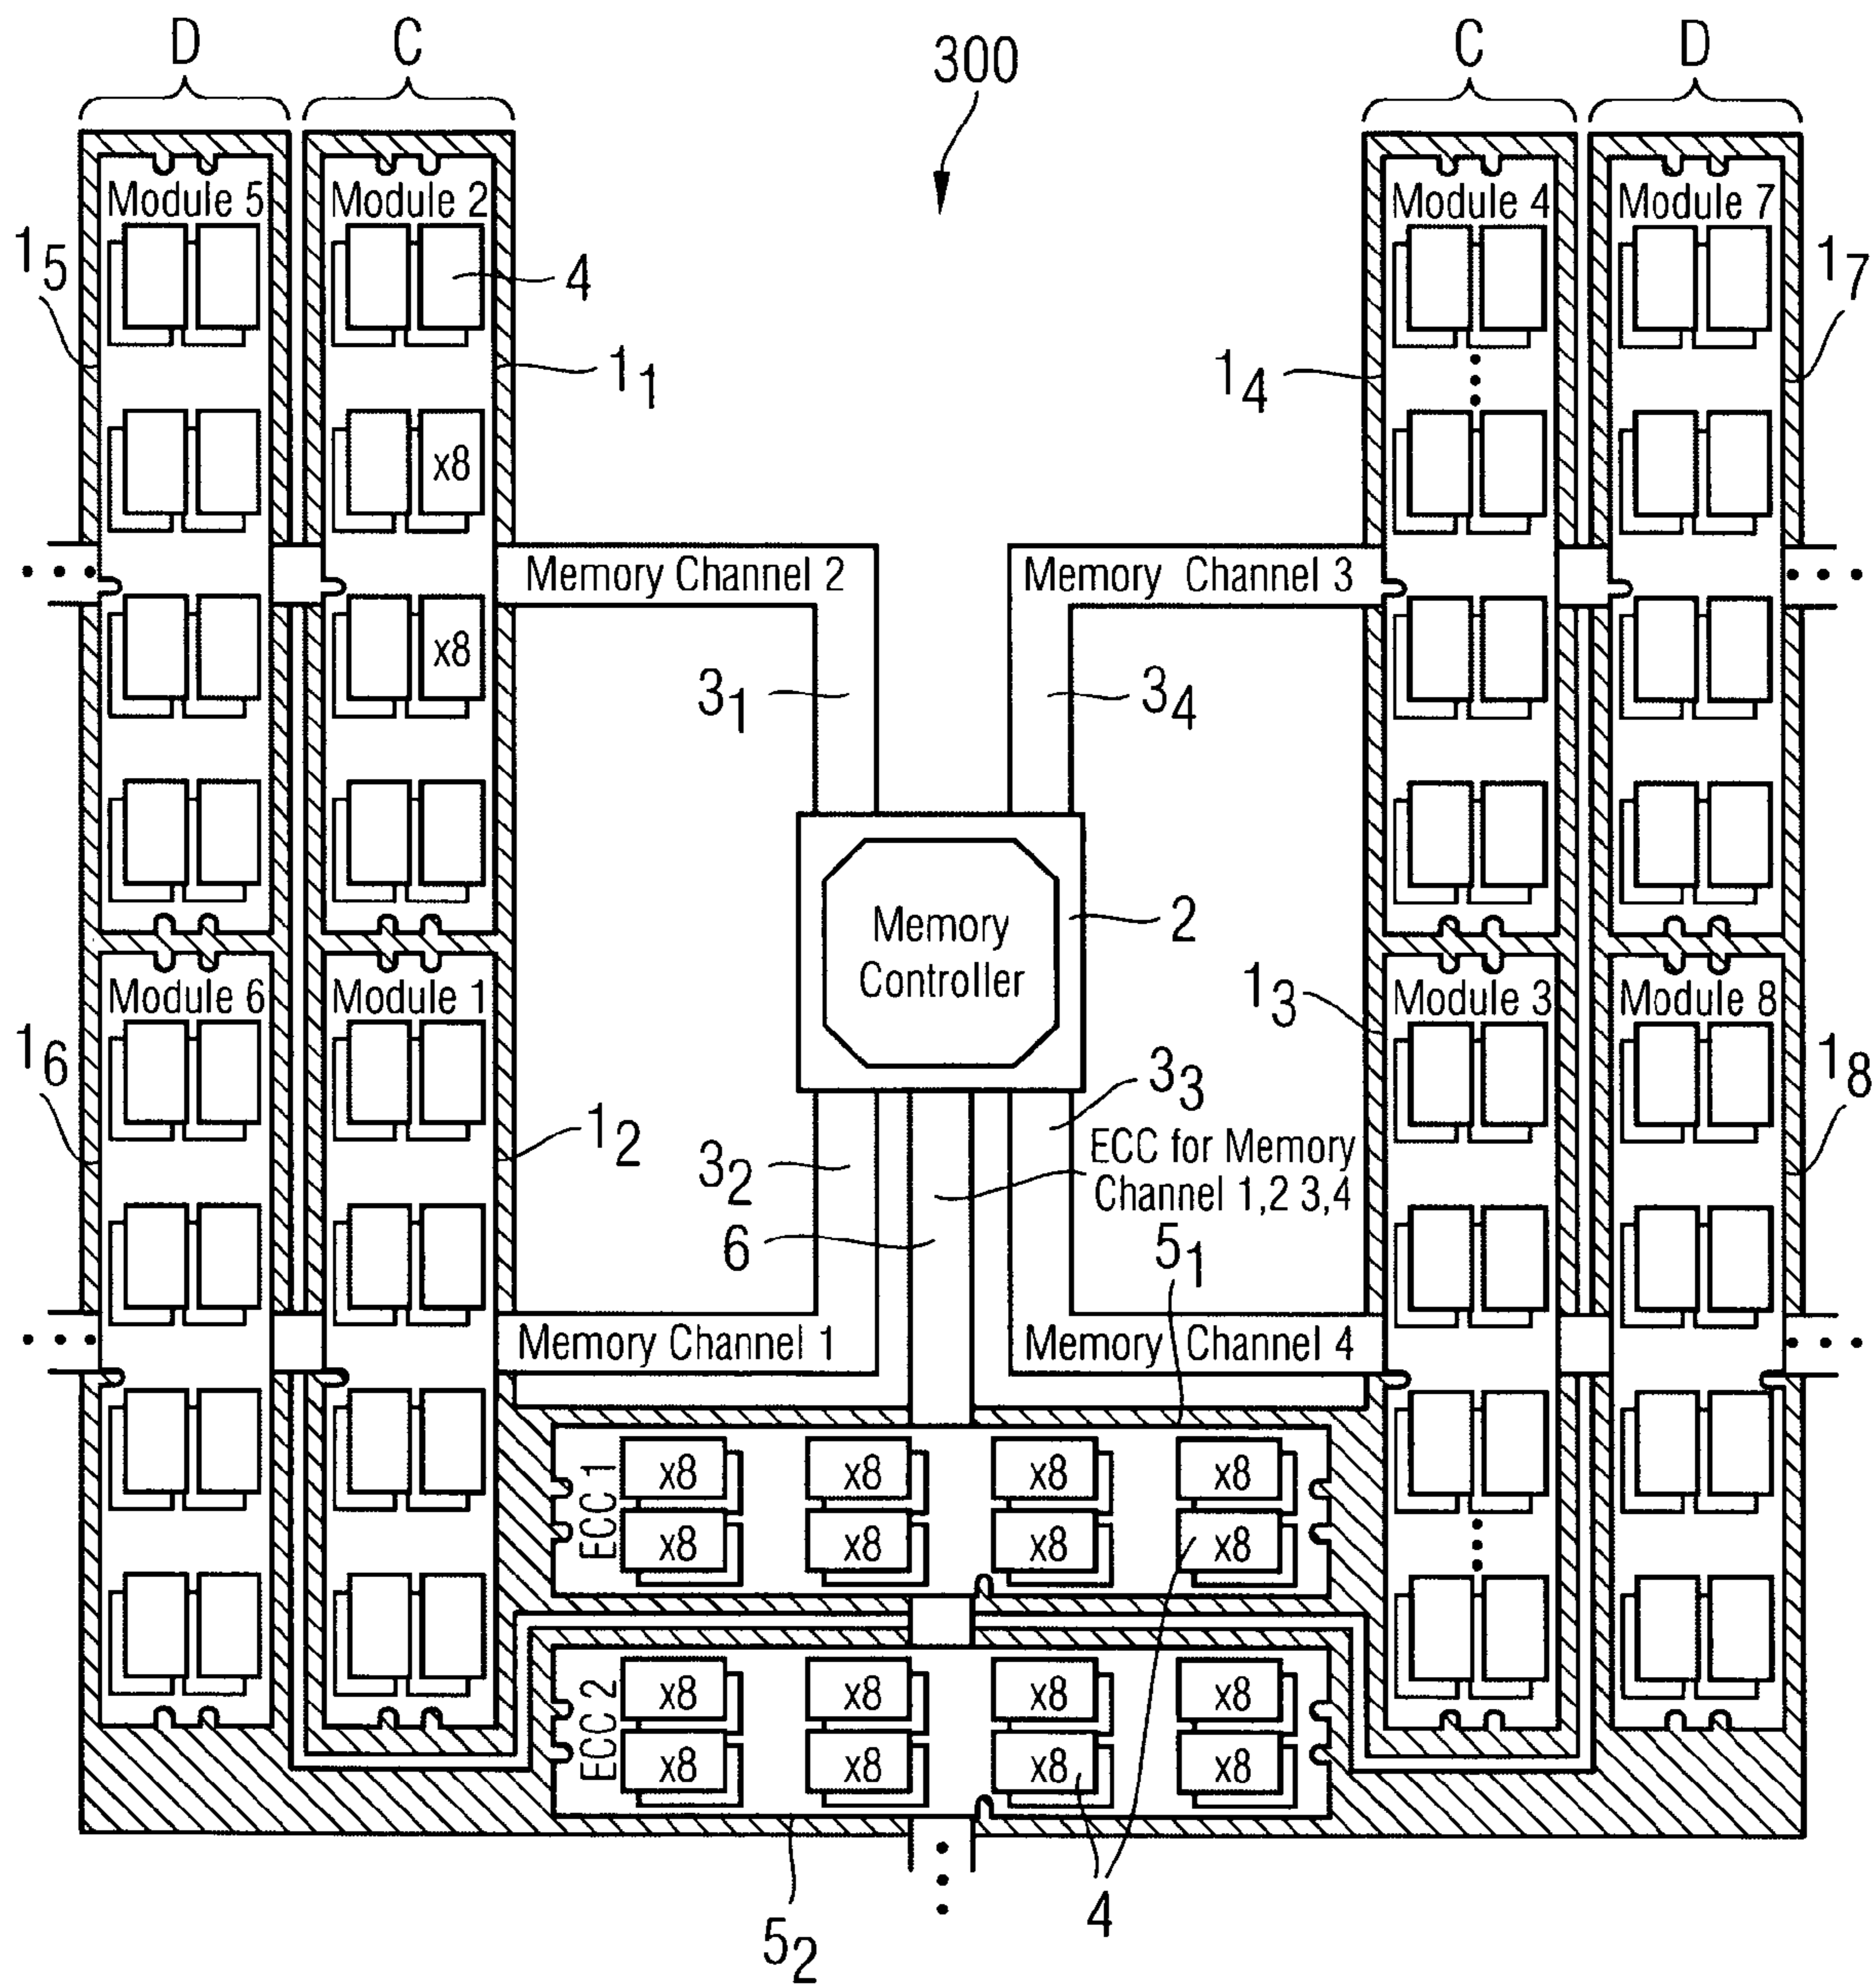 D
C
300
C
D
Module 5
Module 2
Module 4
Module 7
1₅
4
1₇
1₁
1₄
x8
Memory Channel 2
Memory Channel 3
x8
3₁
3₄
Memory
Controller
2
Module 6
Module 1
1₃
Module 3
Module 8
1₆
3₃
1₈
1₂
3₂
ECC for Memory
Channel 1,2 3,4
6
5₁
Memory Channel 1
Memory Channel 4
ECC 1
x8 x8 x8 x8
x8 x8 x8 x8
ECC 2
x8 x8 x8 x8
x8 x8 x8 x8
5₂
4